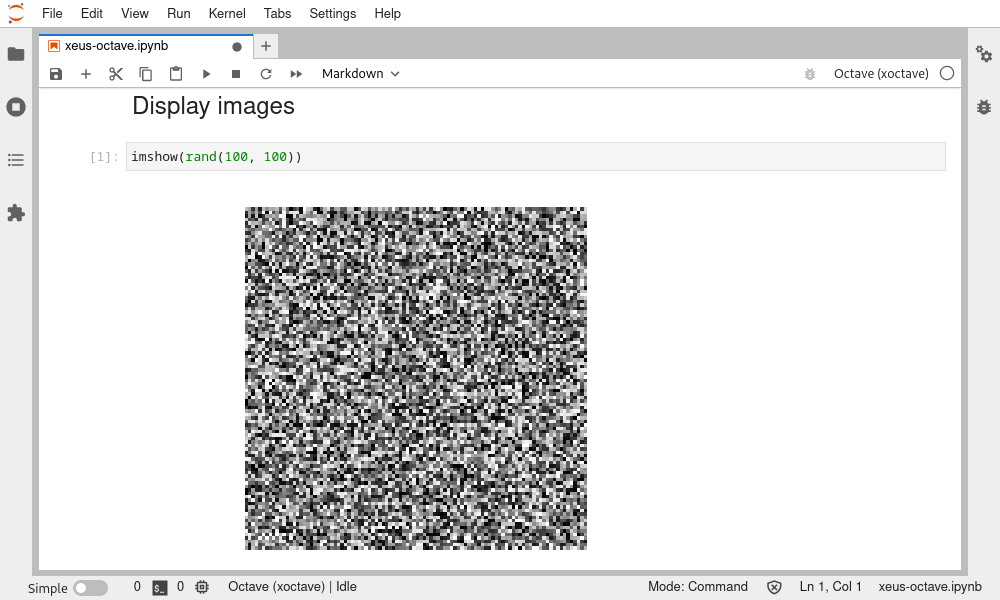 File Edit View Run Kernel Tabs Settings Help
xeus-octave.ipynb
Markdown
Octave (xoctave)
Display images
[1]: imshow(rand(100, 100))
Simple 0 $_ 0 Octave (xoctave) | Idle Mode: Command Ln 1, Col 1 xeus-octave.ipynb